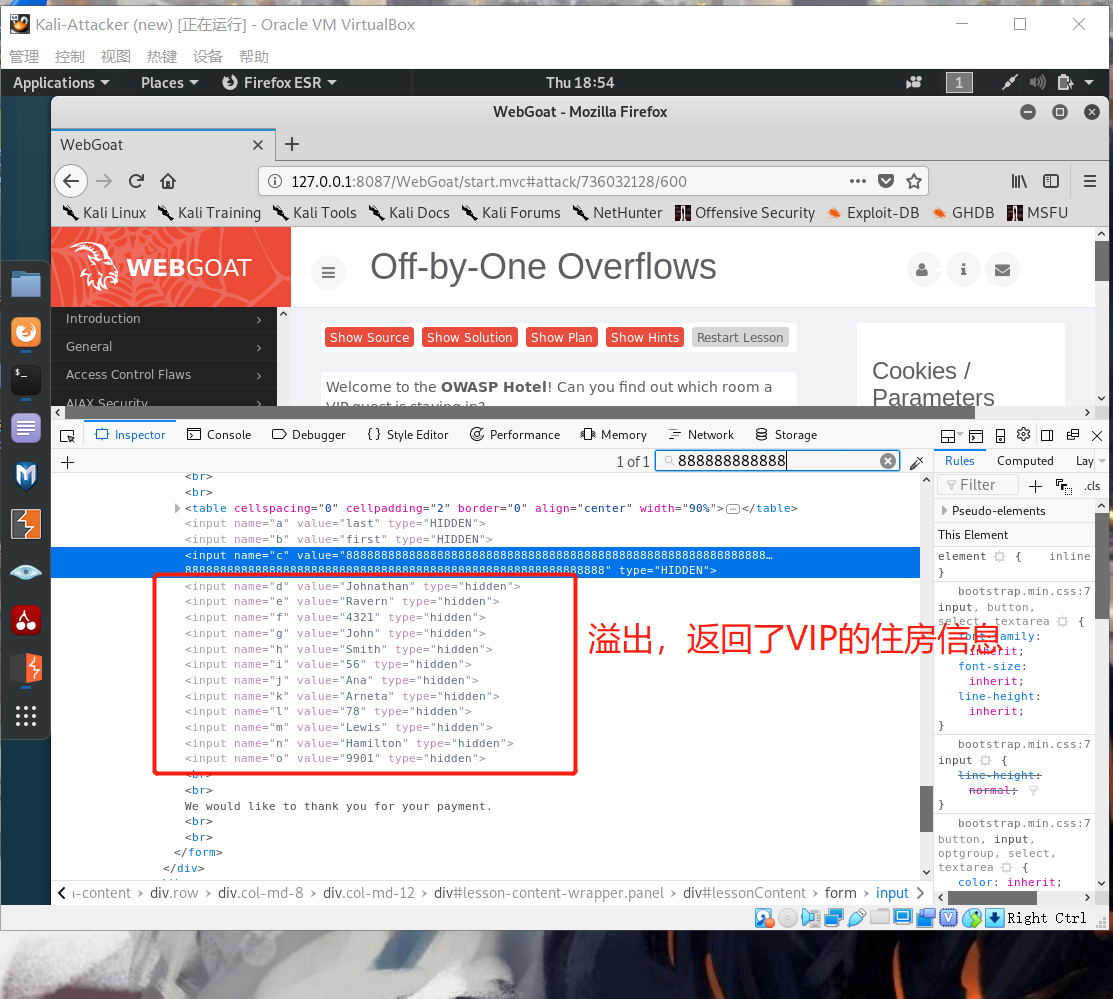 Kali-Attacker (new) [正在运行] - Oracle VM VirtualBox
管理 控制 视图 热键 设备 帮助
Applications Places Firefox ESR Thu 18:54 1
WebGoat - Mozilla Firefox
WebGoat
127.0.0.1:8087/WebGoat/start.mvc#attack/736032128/600
Kali Linux Kali Training Kali Tools Kali Docs Kali Forums NetHunter Offensive Security Exploit-DB GHDB MSFU
WEBGOAT
Off-by-One Overflows
Introduction
General
Access Control Flaws
AJAX Security
Show Source Show Solution Show Plan Show Hints Restart Lesson
Welcome to the OWASP Hotel! Can you find out which room a
VIP guest is staying in?
Cookies /
Parameters
Inspector Console Debugger {} Style Editor Performance Memory Network Storage
1 of 1 888888888888
<br>
<br>
<table cellspacing="0" cellpadding="2" border="0" align="center" width="90%"></table>
<input name="a" value="last" type="HIDDEN">
<input name="b" value="first" type="HIDDEN">
<input name="c" value="888888888888888888888888888888888888888888888888888888888888…
888888888888888888888888888888888888888888888888888888888888" type="HIDDEN">
<input name="d" value="Johnathan" type="hidden">
<input name="e" value="Ravern" type="hidden">
<input name="f" value="4321" type="hidden">
<input name="g" value="John" type="hidden">
<input name="h" value="Smith" type="hidden">
<input name="i" value="56" type="hidden">
<input name="j" value="Ana" type="hidden">
<input name="k" value="Arneta" type="hidden">
<input name="l" value="78" type="hidden">
<input name="m" value="Lewis" type="hidden">
<input name="n" value="Hamilton" type="hidden">
<input name="o" value="9901" type="hidden">
<br>
<br>
We would like to thank you for your payment.
<br>
<br>
</form>
</div>
溢出，返回了VIP的住房信息
Rules Computed Lay
Filter .cls
Pseudo-elements
This Element
element { inline
}
bootstrap.min.css:7
input, button,
select, textarea {
font-family:
inherit;
font-size:
inherit;
line-height:
inherit;
}
bootstrap.min.css:7
input {
line-height:
normal;
}
bootstrap.min.css:7
button, input,
optgroup, select,
textarea {
color: inherit;
n-content div.row div.col-md-8 div.col-md-12 div#lesson-content-wrapper.panel div#lessonContent form input
Right Ctrl